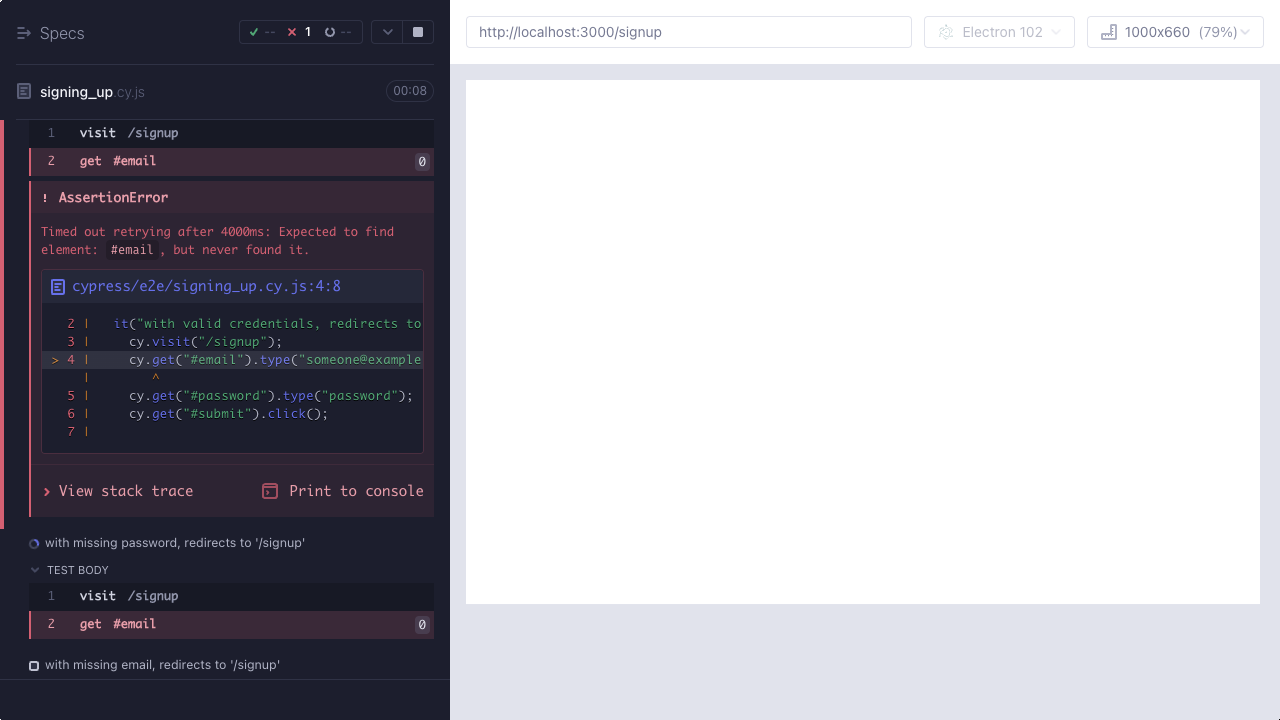 Specs
-- 1 --
signing_up.cy.js
00:08
1 visit /signup
2 get #email 0
! AssertionError
Timed out retrying after 4000ms: Expected to find
element: #email, but never found it.
cypress/e2e/signing_up.cy.js:4:8
2 | it("with valid credentials, redirects to
3 | cy.visit("/signup");
> 4 | cy.get("#email").type("someone@example
| ^
5 | cy.get("#password").type("password");
6 | cy.get("#submit").click();
7 |
View stack trace
Print to console
with missing password, redirects to '/signup'
TEST BODY
1 visit /signup
2 get #email 0
with missing email, redirects to '/signup'
http://localhost:3000/signup
Electron 102
1000x660 (79%)